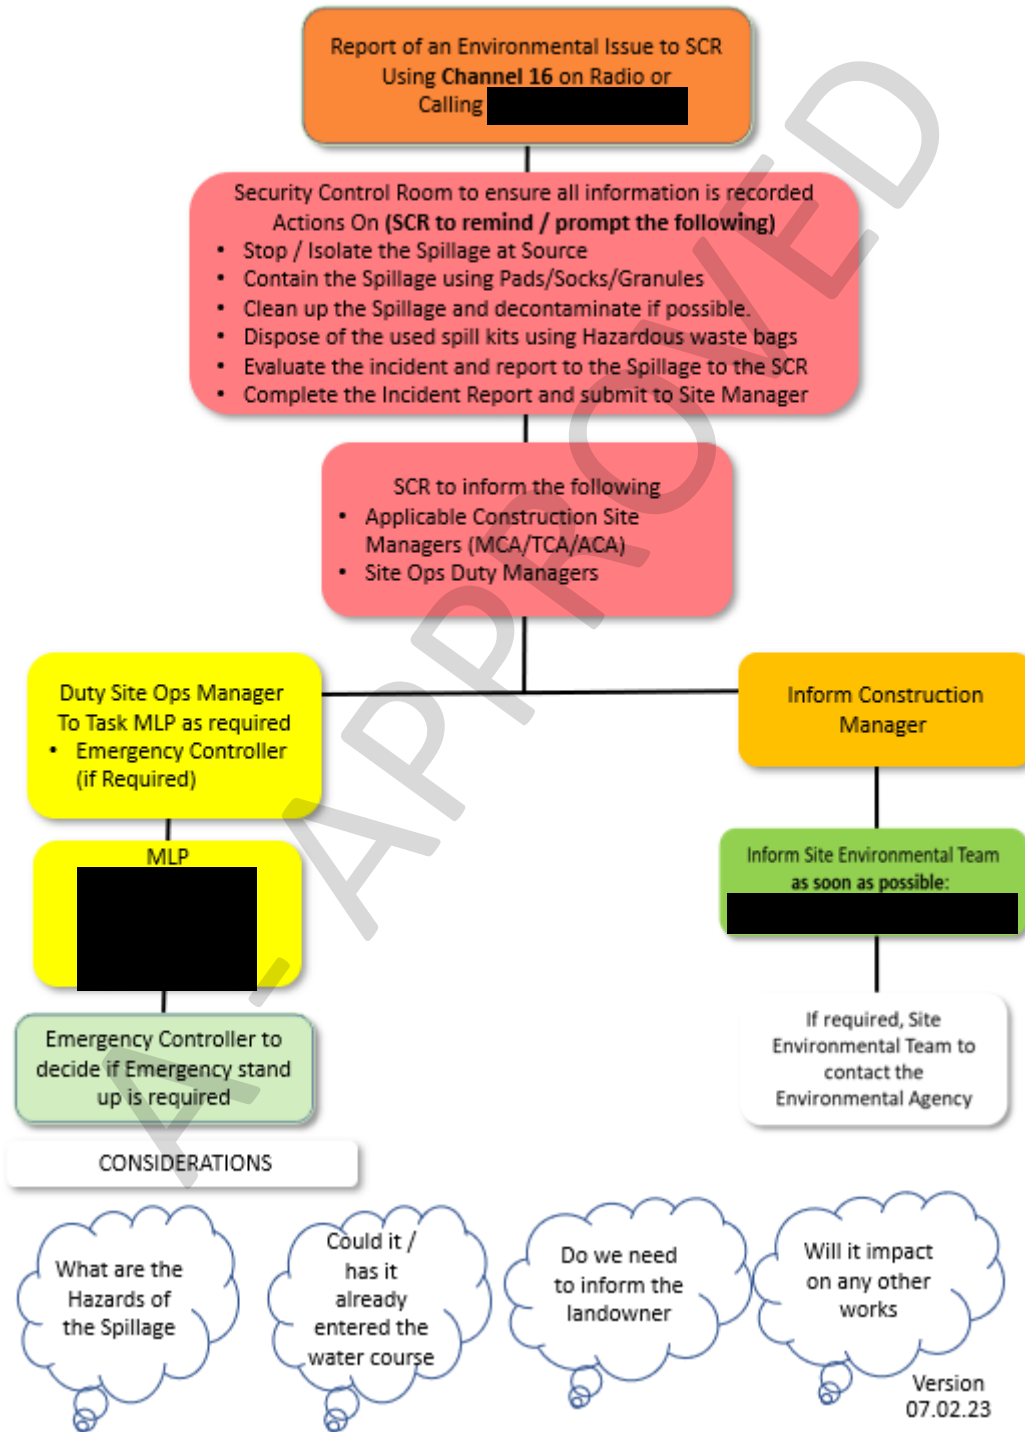 Report of an Environmental Issue to SCR
Using Channel 16 on Radio or
Calling
Security Control Room to ensure all information is recorded
Actions On (SCR to remind / prompt the following)
• Stop / Isolate the Spillage at Source
• Contain the Spillage using Pads/Socks/Granules
• Clean up the Spillage and decontaminate if possible.
• Dispose of the used spill kits using Hazardous waste bags
• Evaluate the incident and report to the Spillage to the SCR
• Complete the Incident Report and submit to Site Manager
SCR to inform the following
• Applicable Construction Site
Managers (MCA/TCA/ACA)
• Site Ops Duty Managers
Duty Site Ops Manager
To Task MLP as required
• Emergency Controller
(if Required)
Inform Construction
Manager
MLP
Inform Site Environmental Team
as soon as possible:
Emergency Controller to
decide if Emergency stand
up is required
If required, Site
Environmental Team to
contact the
Environmental Agency
CONSIDERATIONS
What are the
Hazards of
the Spillage
Could it /
has it
already
entered the
water course
Do we need
to inform the
landowner
Will it impact
on any other
works
Version
07.02.23
A - APPROVED